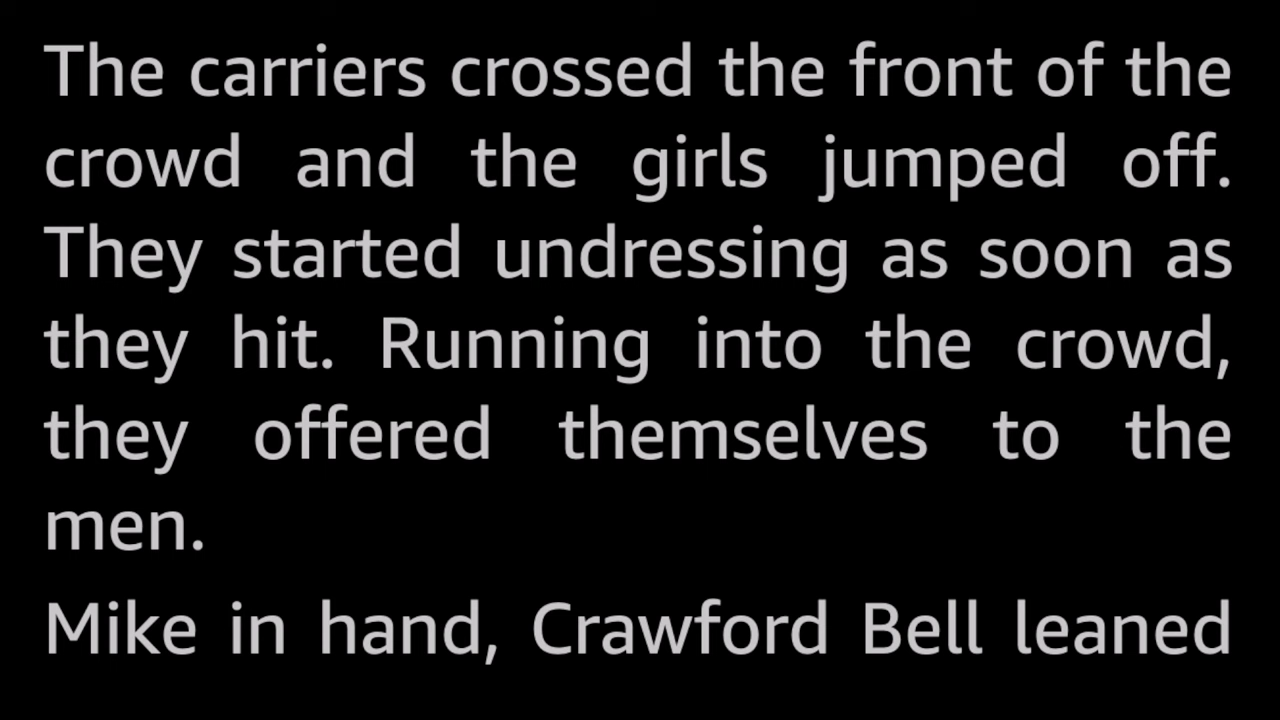 The carriers crossed the front of the
crowd and the girls jumped off.
They started undressing as soon as
they hit. Running into the crowd,
they offered themselves to the
men.
Mike in hand, Crawford Bell leaned